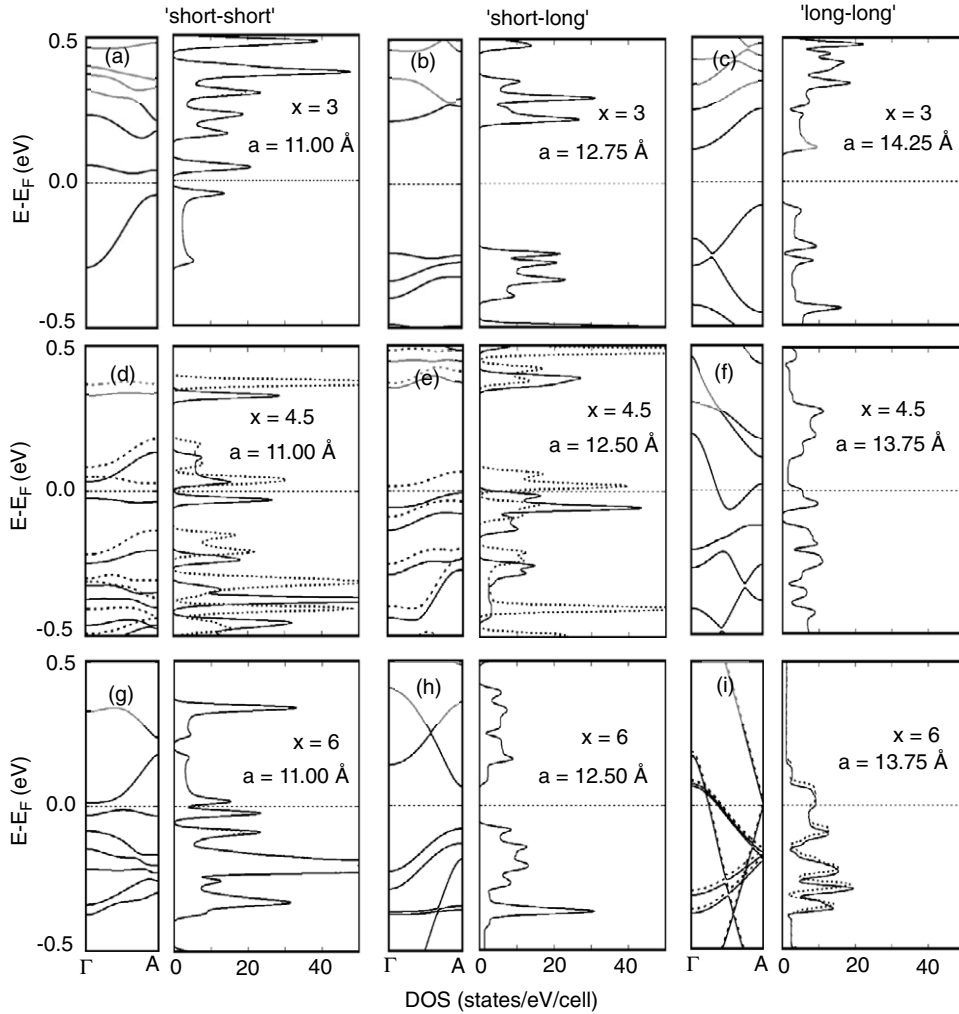 'short-short' 'short-long' 'long-long'
0.5 (a) (b) (c)
x = 3 x = 3 x = 3
a = 11.00 Å a = 12.75 Å a = 14.25 Å
E-E_F (eV)
0.0
-0.5
0.5 (d) (e) (f)
x = 4.5 x = 4.5 x = 4.5
a = 11.00 Å a = 12.50 Å a = 13.75 Å
E-E_F (eV)
0.0
-0.5
0.5 (g) (h) (i)
x = 6 x = 6 x = 6
a = 11.00 Å a = 12.50 Å a = 13.75 Å
E-E_F (eV)
0.0
-0.5
Γ A 0 20 40 Γ A 0 20 40 Γ A 0 20 40
DOS (states/eV/cell)